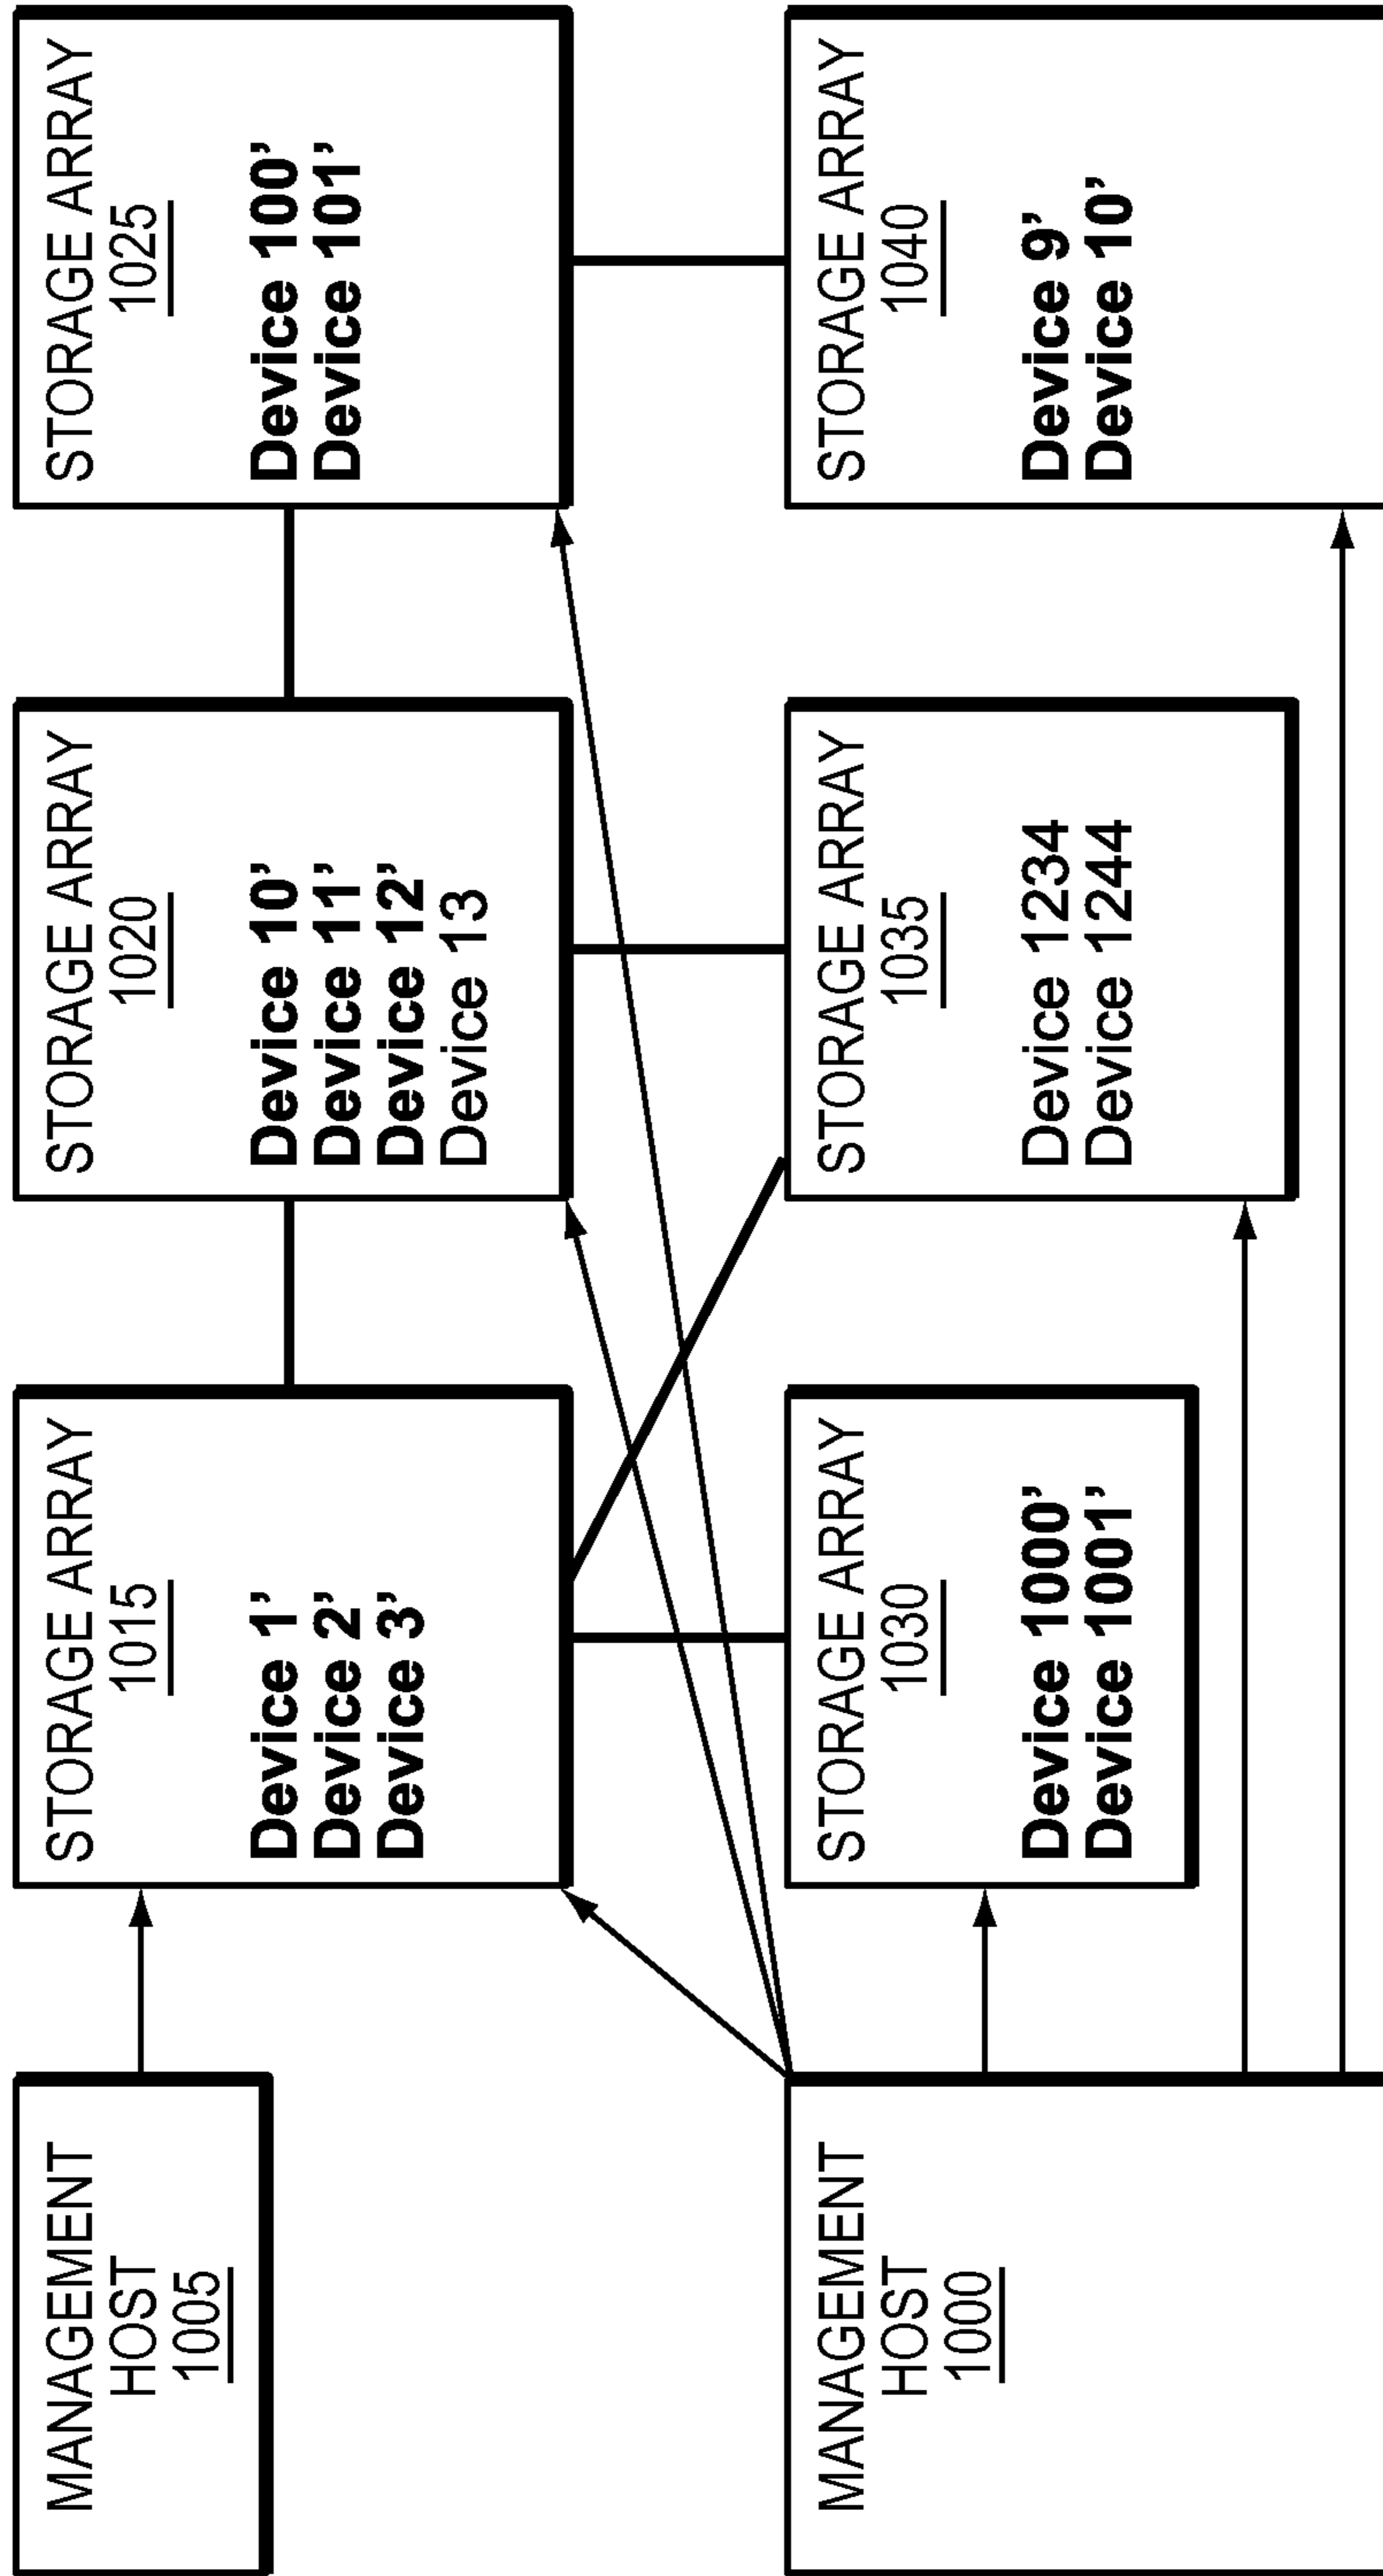 MANAGEMENT
HOST
1005
STORAGE ARRAY
1015
Device 1'
Device 2'
Device 3'
STORAGE ARRAY
1020
Device 10'
Device 11'
Device 12'
Device 13
STORAGE ARRAY
1025
Device 100'
Device 101'
MANAGEMENT
HOST
1000
STORAGE ARRAY
1030
Device 1000'
Device 1001'
STORAGE ARRAY
1035
Device 1234
Device 1244
STORAGE ARRAY
1040
Device 9'
Device 10'